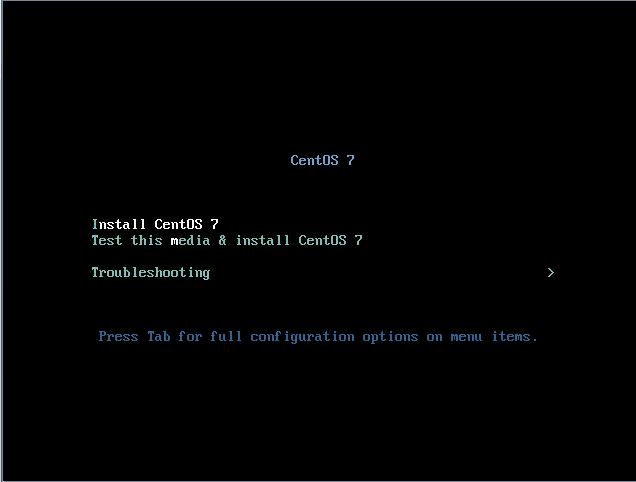 CentOS 7
Install CentOS 7
Test this media & install CentOS 7
Troubleshooting >
Press Tab for full configuration options on menu items.